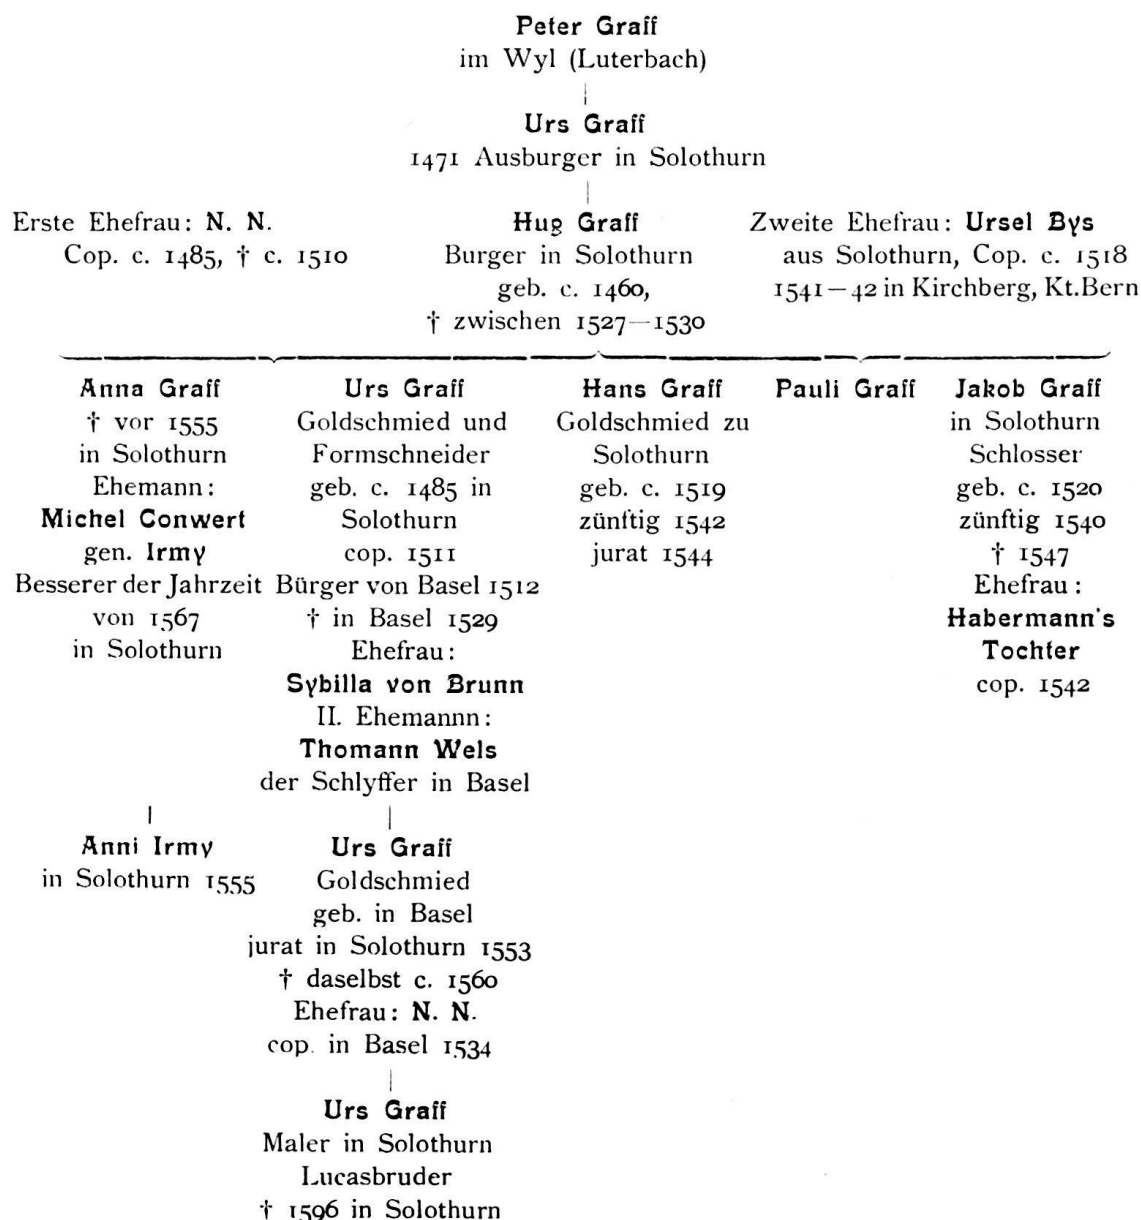 Peter Graff
im Wyl (Luterbach)
Urs Graff
1471 Ausburger in Solothurn
Erste Ehefrau: N. N.
Cop. c. 1485, † c. 1510
Hug Graff
Burger in Solothurn
geb. c. 1460,
† zwischen 1527—1530
Zweite Ehefrau: Ursel Bys
aus Solothurn, Cop. c. 1518
1541—42 in Kirchberg, Kt. Bern
Anna Graff
† vor 1555
in Solothurn
Ehemann:
Michel Conwert
gen. Irmy
Besserer der Jahrzeit
von 1567
in Solothurn
Urs Graff
Goldschmied und
Formschneider
geb. c. 1485 in
Solothurn
cop. 1511
Bürger von Basel 1512
† in Basel 1529
Ehefrau:
Sybilla von Brunn
II. Ehemannn:
Thomann Wels
der Schlyffer in Basel
Hans Graff
Goldschmied zu
Solothurn
geb. c. 1519
zünftig 1542
jurat 1544
Pauli Graff
Jakob Graff
in Solothurn
Schlosser
geb. c. 1520
zünftig 1540
† 1547
Ehefrau:
Habermann's
Tochter
cop. 1542
Anni Irmy
in Solothurn 1555
Urs Graff
Goldschmied
geb. in Basel
jurat in Solothurn 1553
† daselbst c. 1560
Ehefrau: N. N.
cop. in Basel 1534
Urs Graff
Maler in Solothurn
Lucasbruder
† 1596 in Solothurn